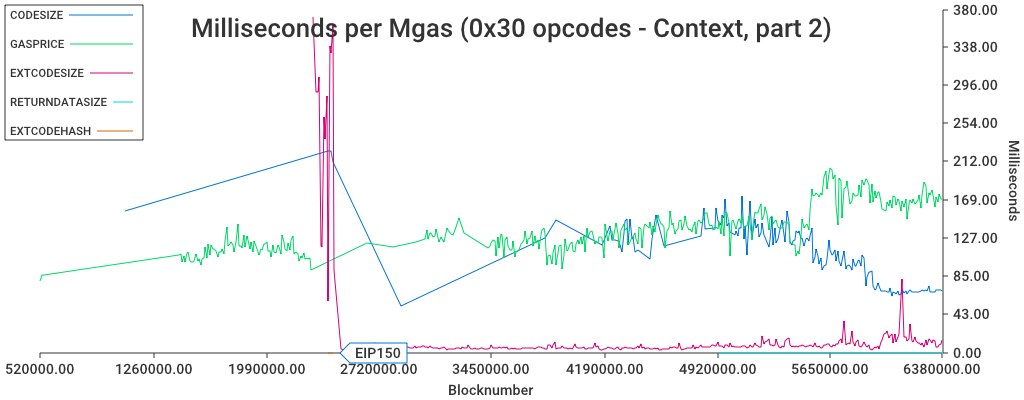 Milliseconds per Mgas (0x30 opcodes - Context, part 2)
CODESIZE
GASPRICE
EXTCODESIZE
RETURNDATASIZE
EXTCODEHASH
380.00
338.00
296.00
254.00
212.00
169.00
127.00
85.00
43.00
0.00
Milliseconds
EIP150
520000.00 1260000.00 1990000.00 2720000.00 3450000.00 4190000.00 4920000.00 5650000.00 6380000.00
Blocknumber